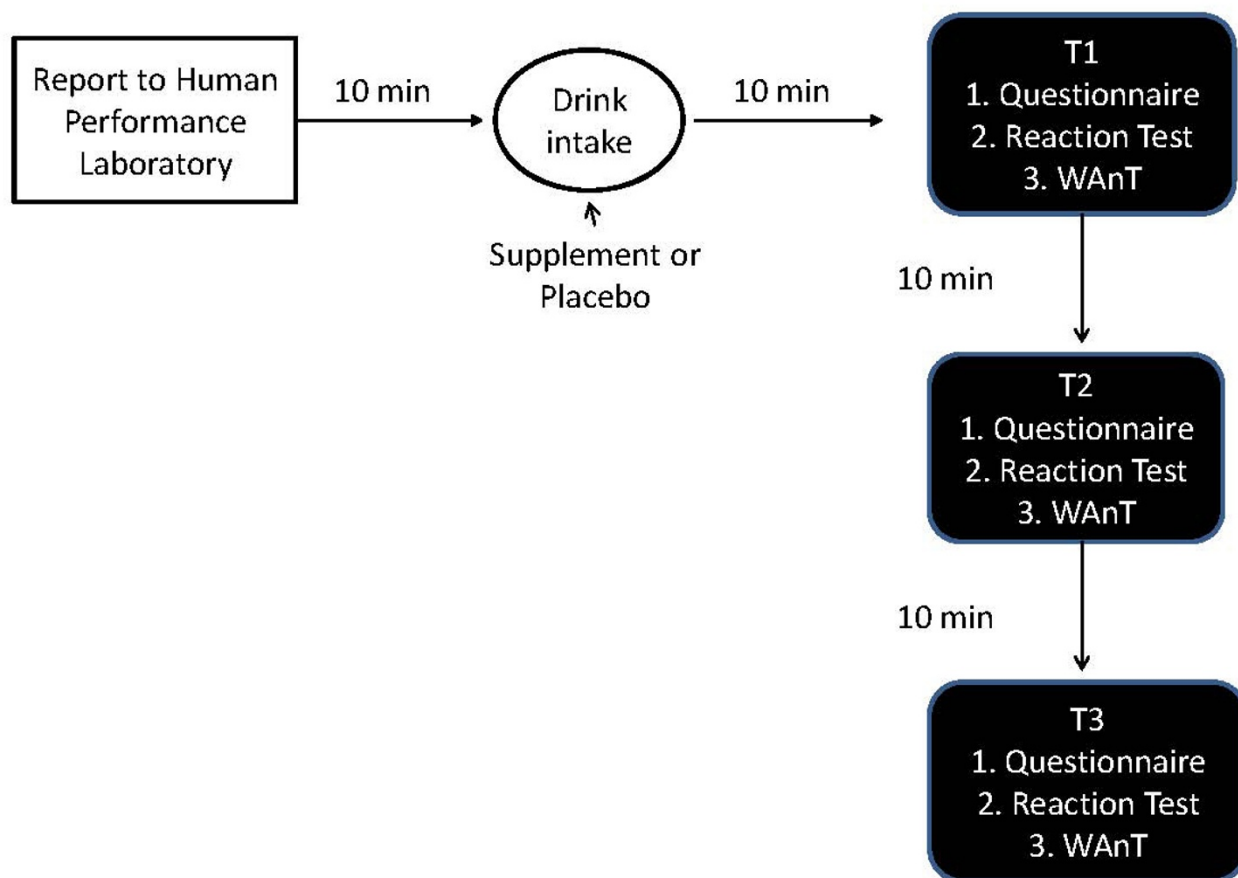 Report to Human
Performance
Laboratory
10 min
Drink
intake
Supplement or
Placebo
10 min
T1
1. Questionnaire
2. Reaction Test
3. WAnT
10 min
T2
1. Questionnaire
2. Reaction Test
3. WAnT
10 min
T3
1. Questionnaire
2. Reaction Test
3. WAnT